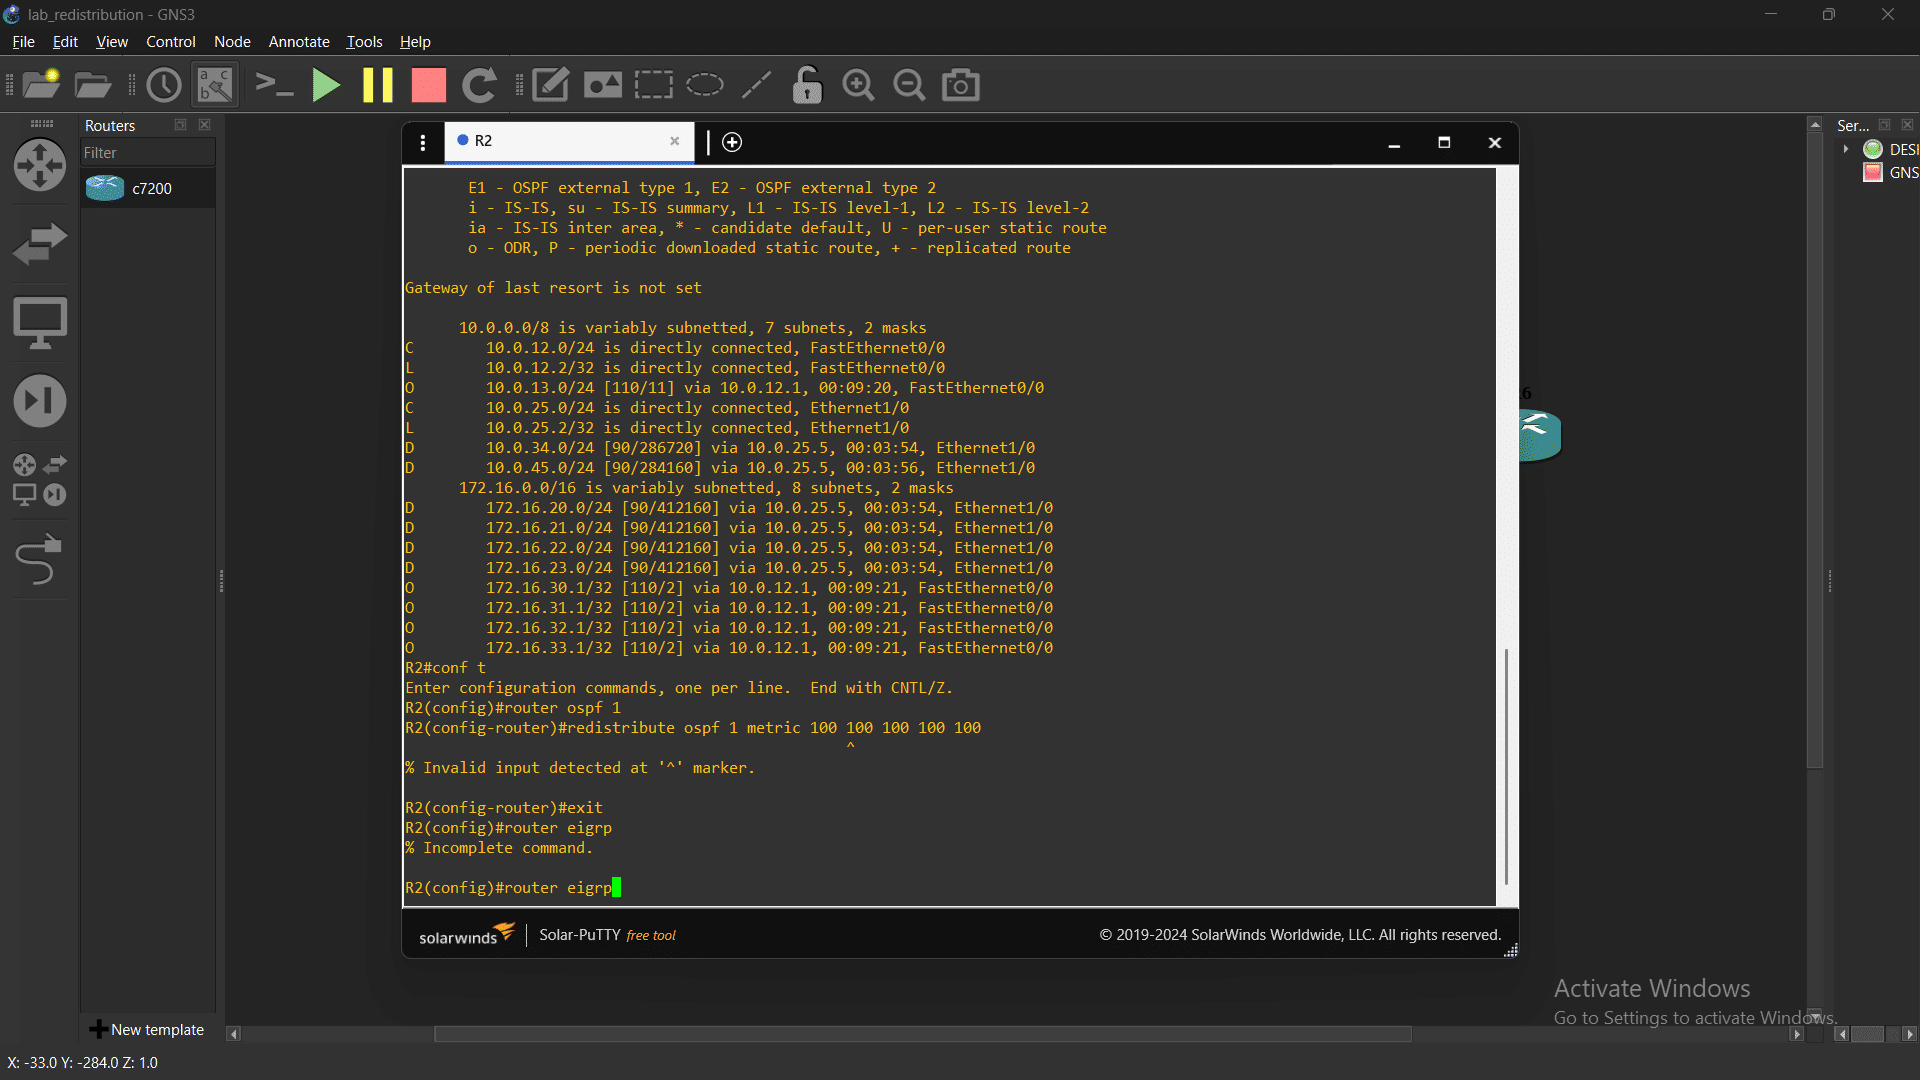 lab_redistribution - GNS3
File Edit View Control Node Annotate Tools Help
Routers
Filter
c7200
New template
R2
E1 - OSPF external type 1, E2 - OSPF external type 2
i - IS-IS, su - IS-IS summary, L1 - IS-IS level-1, L2 - IS-IS level-2
ia - IS-IS inter area, * - candidate default, U - per-user static route
o - ODR, P - periodic downloaded static route, + - replicated route
Gateway of last resort is not set
10.0.0.0/8 is variably subnetted, 7 subnets, 2 masks
C 10.0.12.0/24 is directly connected, FastEthernet0/0
L 10.0.12.2/32 is directly connected, FastEthernet0/0
O 10.0.13.0/24 [110/11] via 10.0.12.1, 00:09:20, FastEthernet0/0
C 10.0.25.0/24 is directly connected, Ethernet1/0
L 10.0.25.2/32 is directly connected, Ethernet1/0
D 10.0.34.0/24 [90/286720] via 10.0.25.5, 00:03:54, Ethernet1/0
D 10.0.45.0/24 [90/284160] via 10.0.25.5, 00:03:56, Ethernet1/0
172.16.0.0/16 is variably subnetted, 8 subnets, 2 masks
D 172.16.20.0/24 [90/412160] via 10.0.25.5, 00:03:54, Ethernet1/0
D 172.16.21.0/24 [90/412160] via 10.0.25.5, 00:03:54, Ethernet1/0
D 172.16.22.0/24 [90/412160] via 10.0.25.5, 00:03:54, Ethernet1/0
D 172.16.23.0/24 [90/412160] via 10.0.25.5, 00:03:54, Ethernet1/0
O 172.16.30.1/32 [110/2] via 10.0.12.1, 00:09:21, FastEthernet0/0
O 172.16.31.1/32 [110/2] via 10.0.12.1, 00:09:21, FastEthernet0/0
O 172.16.32.1/32 [110/2] via 10.0.12.1, 00:09:21, FastEthernet0/0
O 172.16.33.1/32 [110/2] via 10.0.12.1, 00:09:21, FastEthernet0/0
R2#conf t
Enter configuration commands, one per line. End with CNTL/Z.
R2(config)#router ospf 1
R2(config-router)#redistribute ospf 1 metric 100 100 100 100 100
^
% Invalid input detected at '^' marker.
R2(config-router)#exit
R2(config)#router eigrp
% Incomplete command.
R2(config)#router eigrp
solarwinds
Solar-PuTTY free tool
© 2019-2024 SolarWinds Worldwide, LLC. All rights reserved.
Ser...
DESI
GNS
Activate Windows
Go to Settings to activate Windows.
X: -33.0 Y: -284.0 Z: 1.0